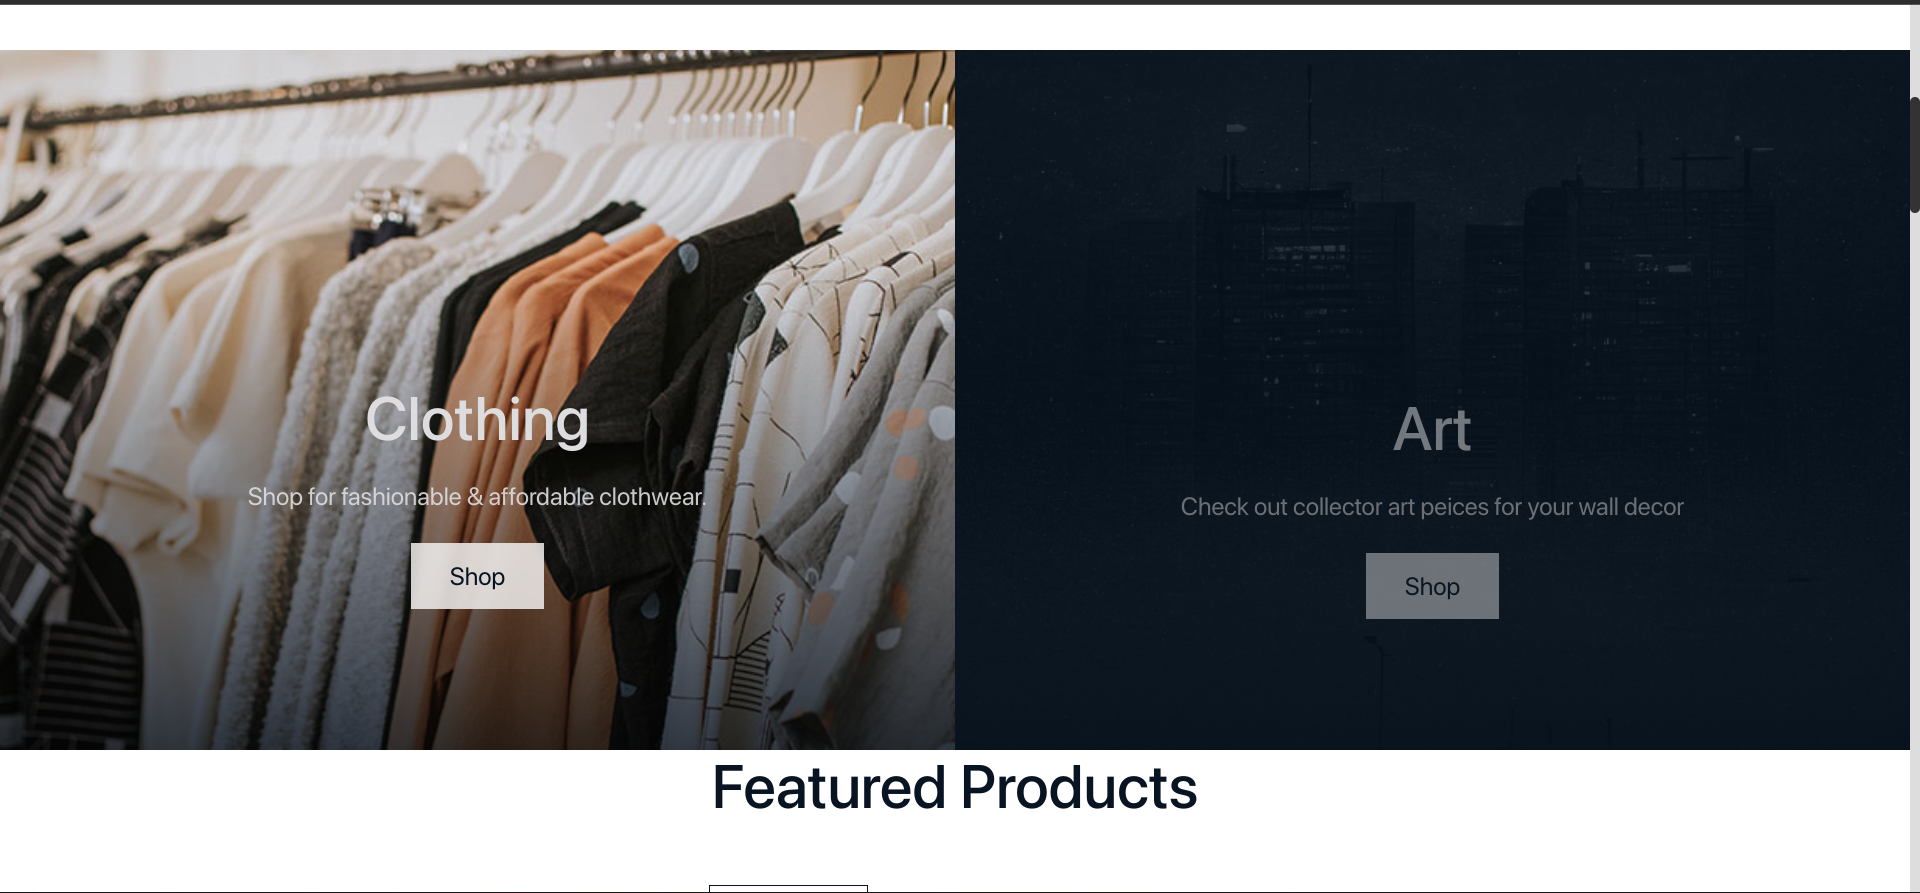 Clothing
Shop for fashionable & affordable clothwear.
Shop
Art
Check out collector art peices for your wall decor
Shop
Featured Products